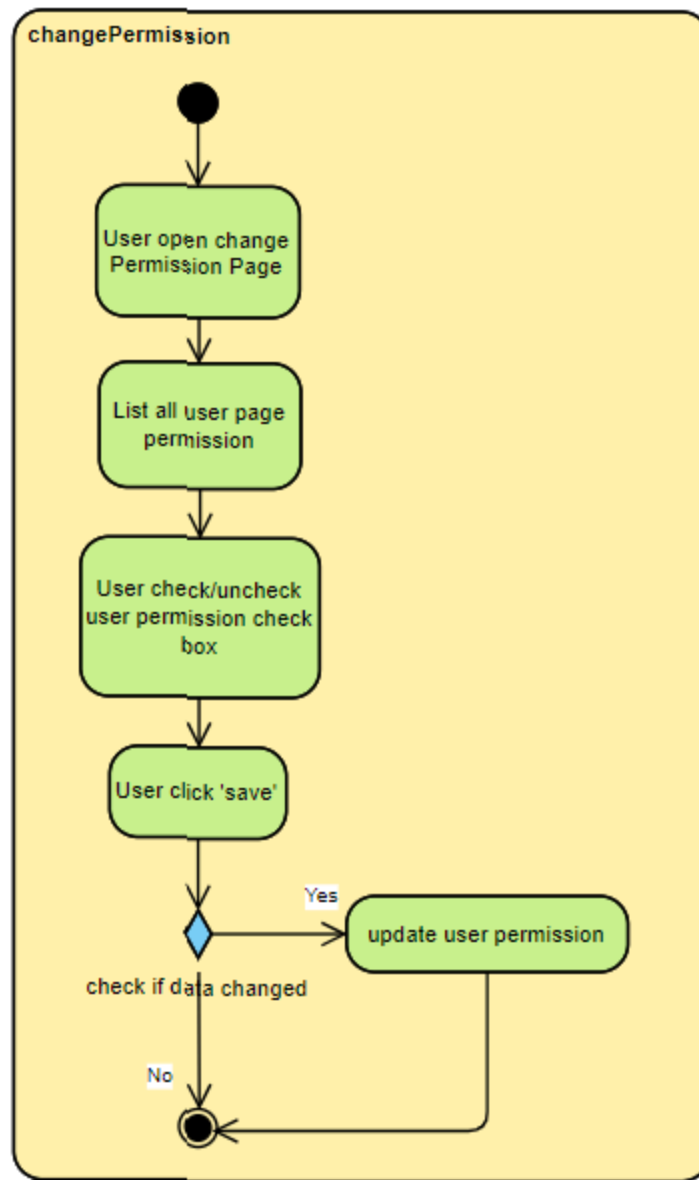 changePermission
User open change
Permission Page
List all user page
permission
User check/uncheck
user permission check
box
User click 'save'
Yes
update user permission
check if data changed
No